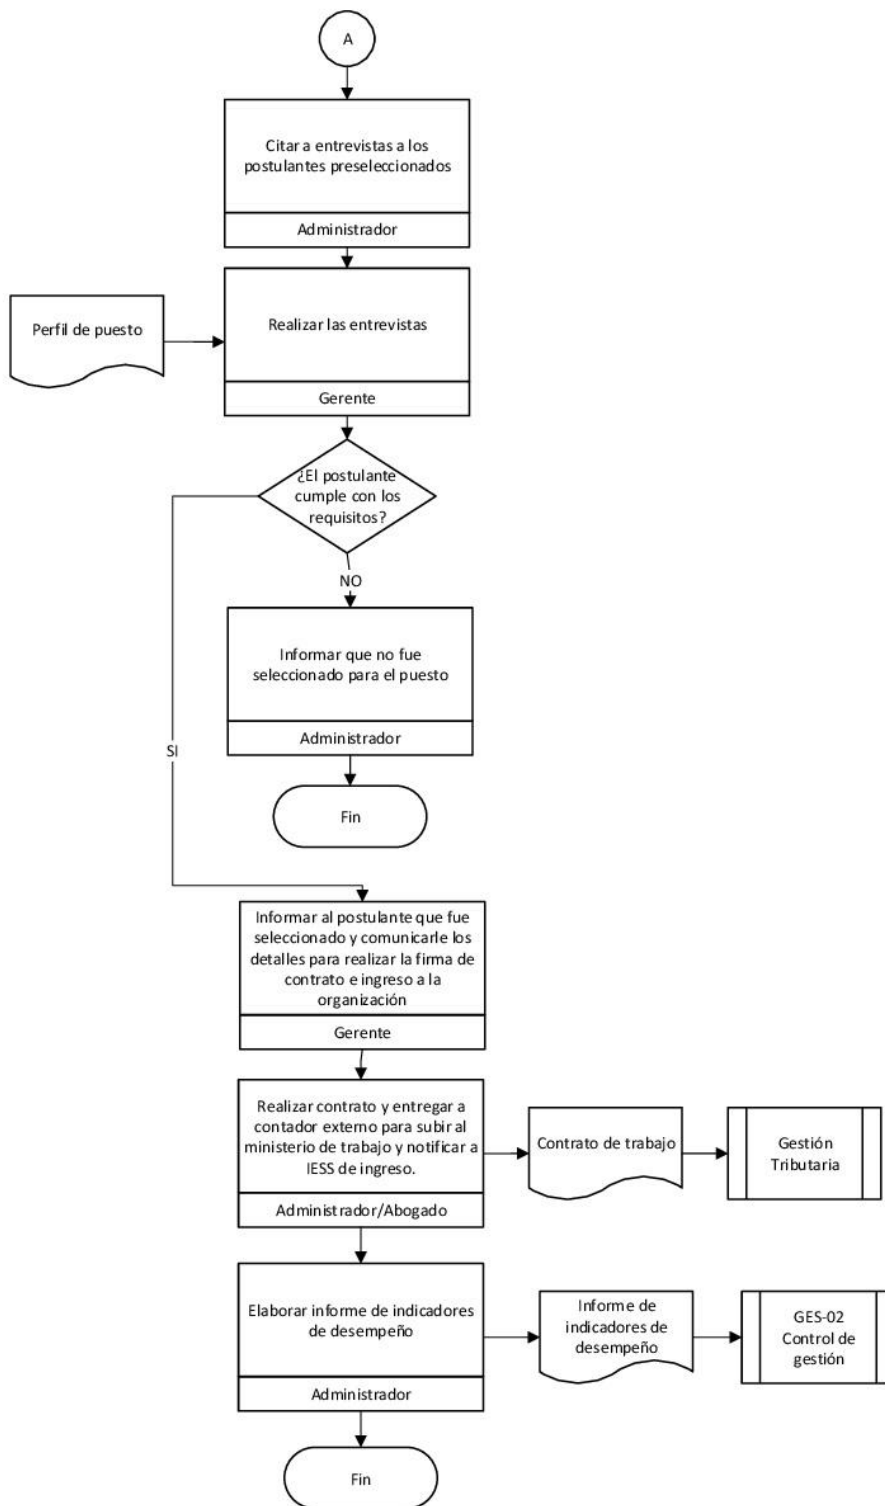 A
Citar a entrevistas a los
postulantes preseleccionados
Administrador
Perfil de puesto
Realizar las entrevistas
Gerente
¿El postulante
cumple con los
requisitos?
NO
Informar que no fue
seleccionado para el puesto
Administrador
SI
Fin
Informar al postulante que fue
seleccionado y comunicarle los
detalles para realizar la firma de
contrato e ingreso a la
organización
Gerente
Realizar contrato y entregar a
contador externo para subir al
ministerio de trabajo y notificar a
IESS de ingreso.
Administrador/Abogado
Contrato de trabajo
Gestión
Tributaria
Elaborar informe de indicadores
de desempeño
Administrador
Informe de
indicadores de
desempeño
GES-02
Control de
gestión
Fin